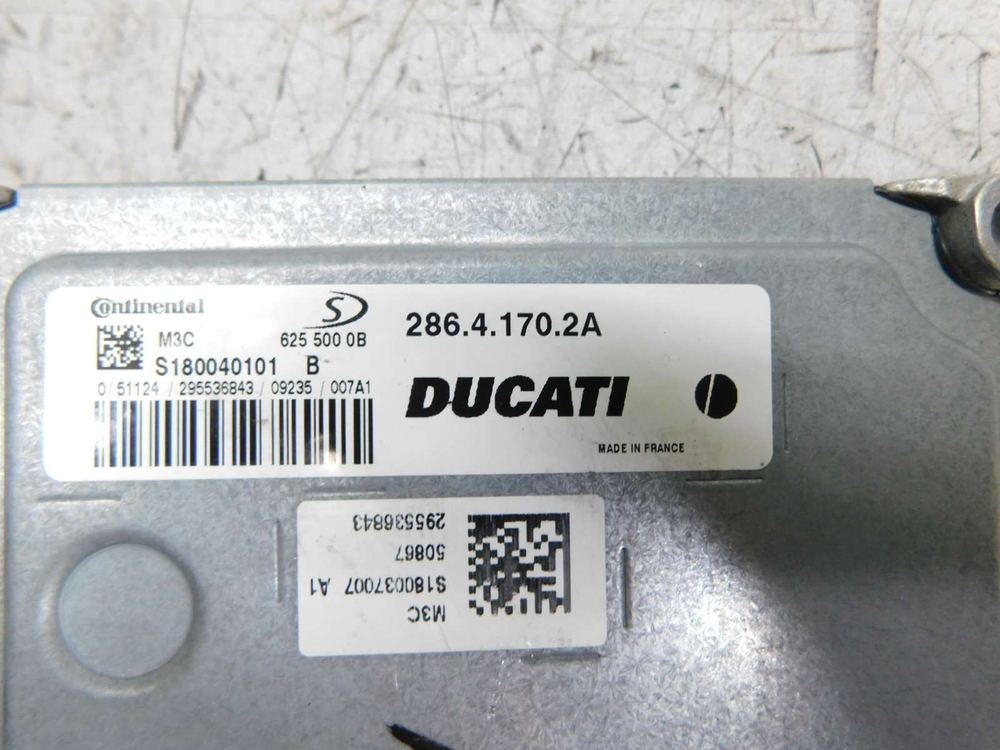 Continental S
M3C 625 500 0B
S180040101 B
0/51124 / 295536843 / 09235 / 007A1
286.4.170.2A
DUCATI
MADE IN FRANCE
M3C
S180037007 A1
50867
295536843